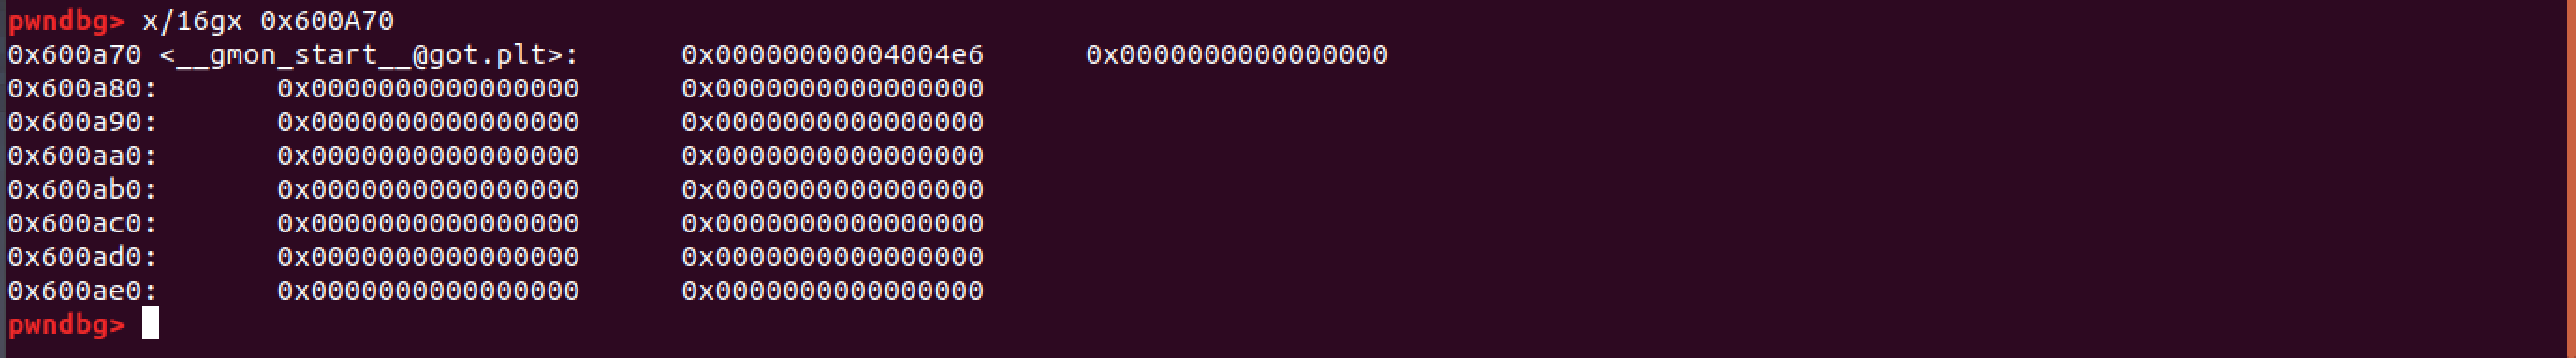 pwndbg> x/16gx 0x600A70
0x600a70 <__gmon_start__@got.plt>: 0x00000000004004e6 0x0000000000000000
0x600a80: 0x0000000000000000 0x0000000000000000
0x600a90: 0x0000000000000000 0x0000000000000000
0x600aa0: 0x0000000000000000 0x0000000000000000
0x600ab0: 0x0000000000000000 0x0000000000000000
0x600ac0: 0x0000000000000000 0x0000000000000000
0x600ad0: 0x0000000000000000 0x0000000000000000
0x600ae0: 0x0000000000000000 0x0000000000000000
pwndbg>